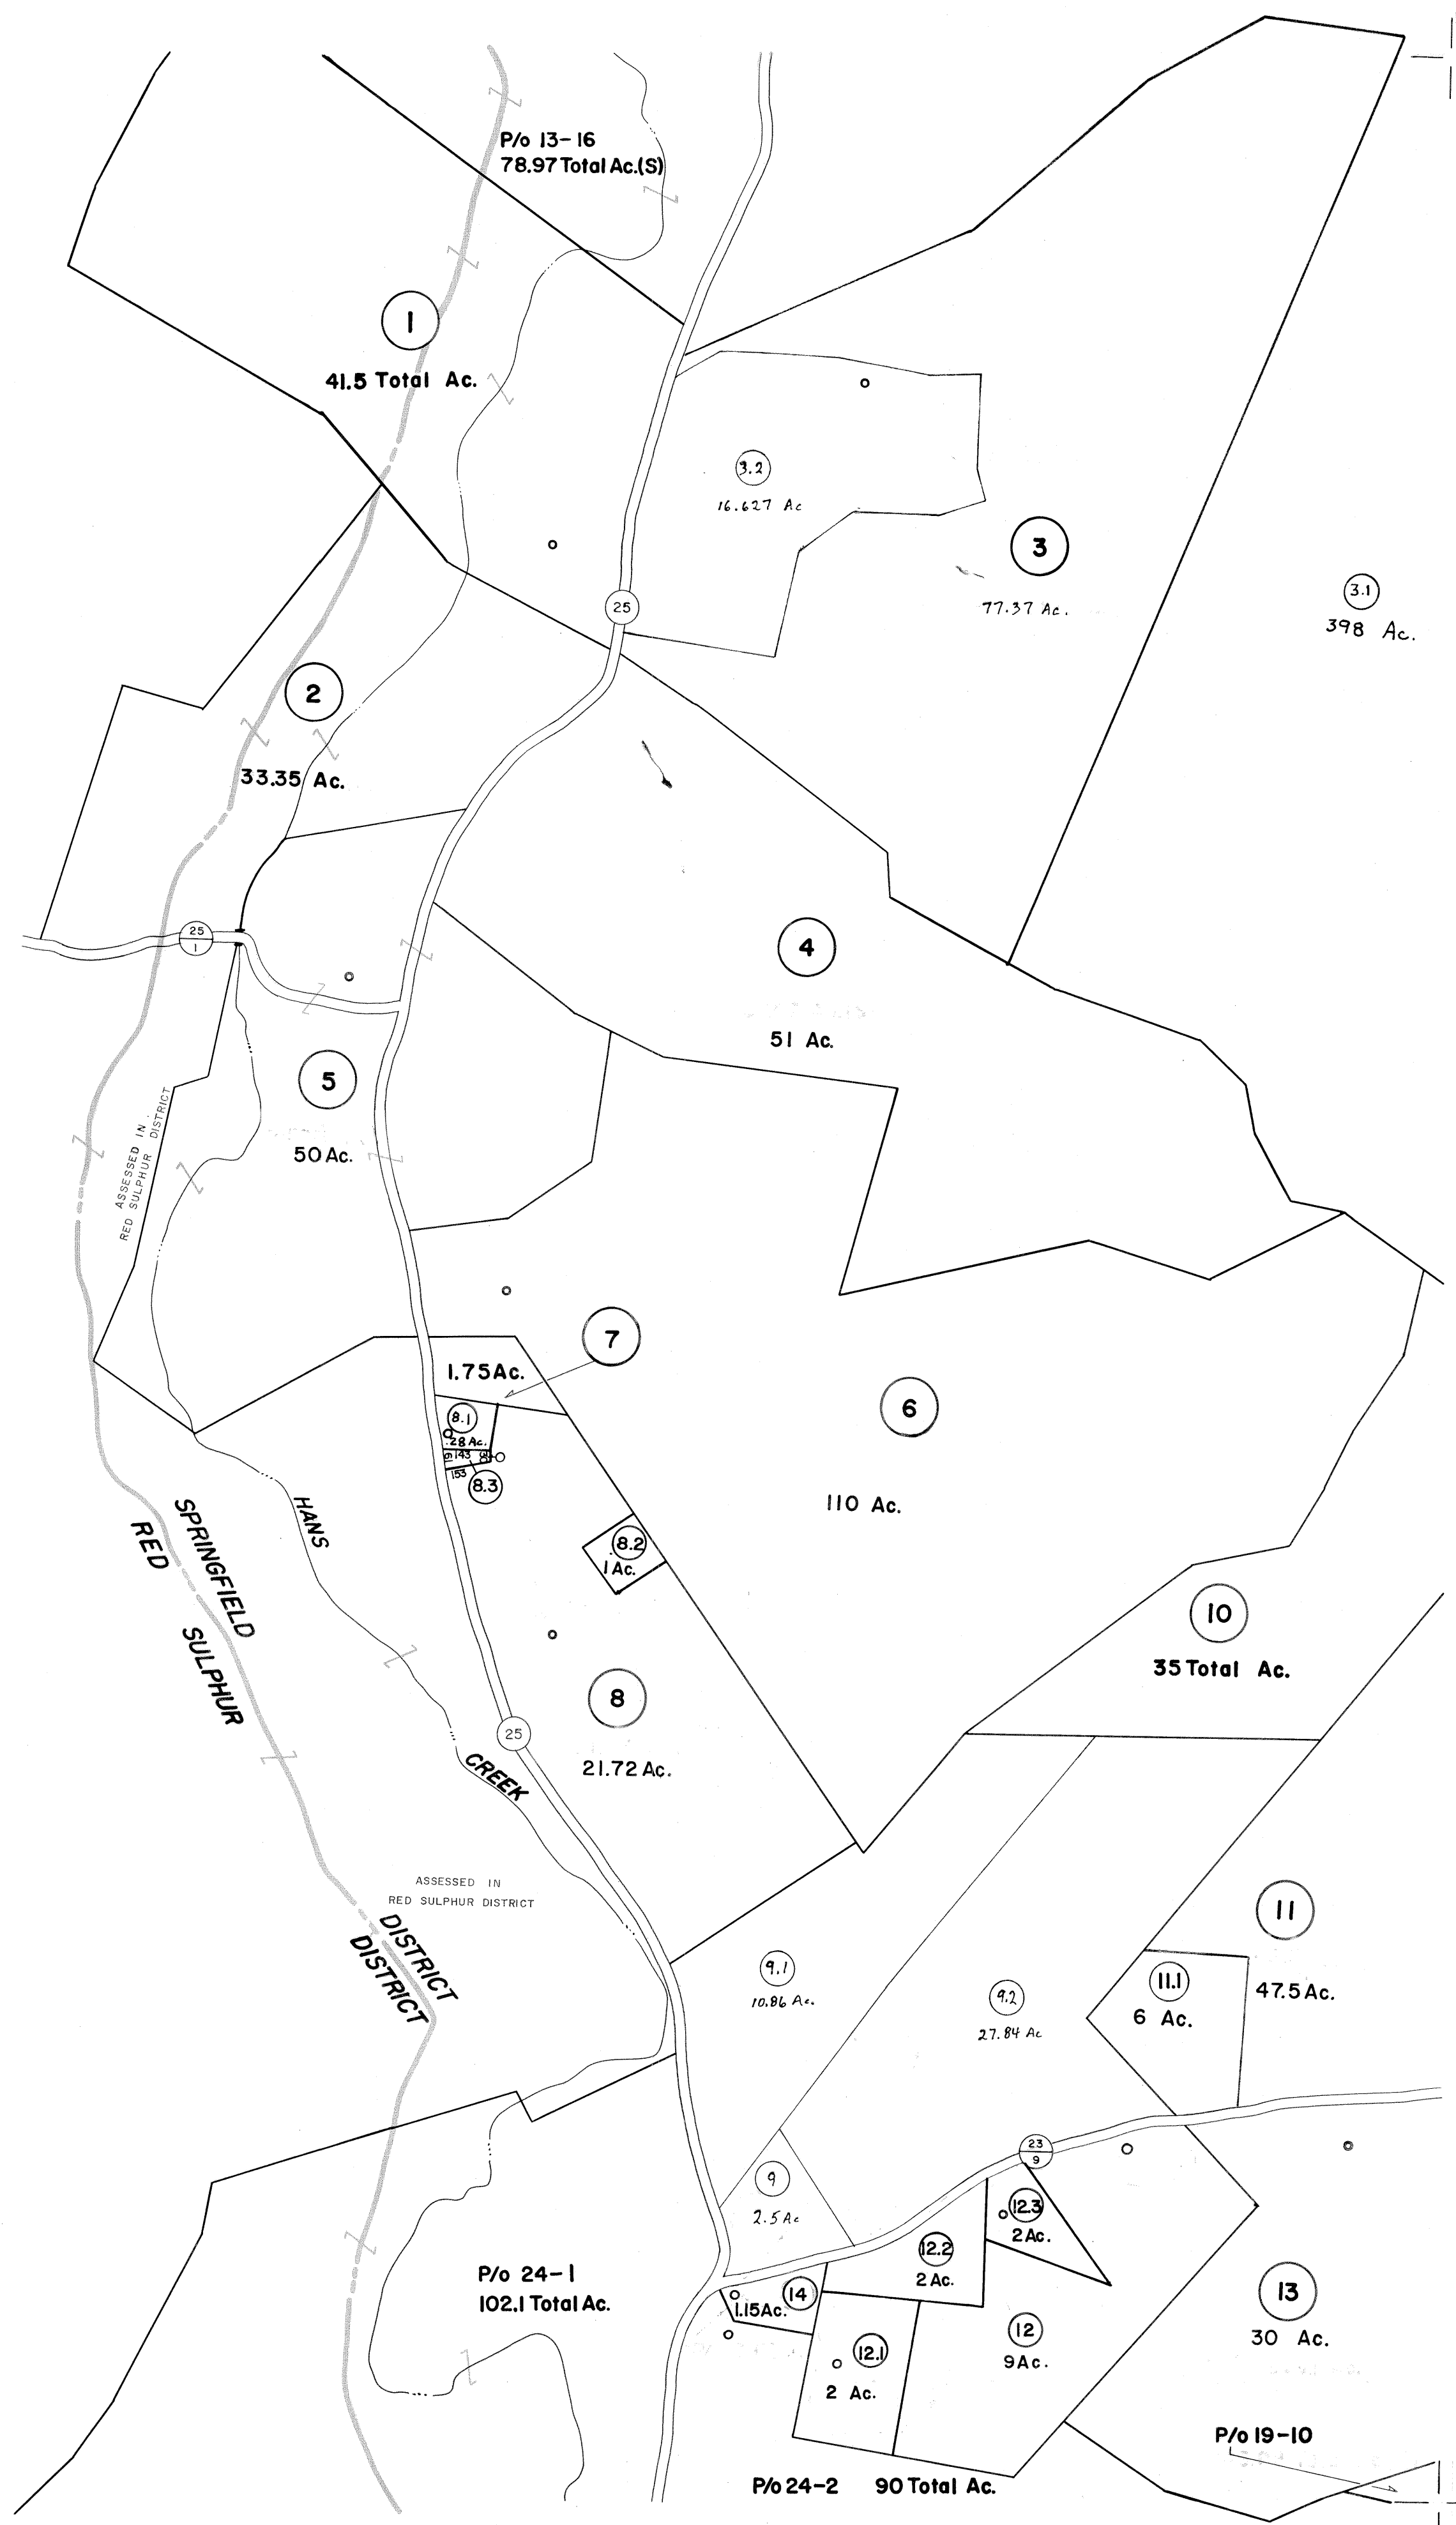 P/o 13-16
78.97 Total Ac.(S)
1
41.5 Total Ac.
3.2
16.627 Ac
3
77.37 Ac.
3.1
398 Ac.
25
2
33.35 Ac.
25
1
4
51 Ac.
5
50 Ac.
ASSESSED IN
RED SULPHUR DISTRICT
7
1.75 Ac.
8.1
.28 Ac.
143
153
8.3
6
110 Ac.
8.2
1 Ac.
HANS
CREEK
SPRINGFIELD
DISTRICT
RED SULPHUR
DISTRICT
10
35 Total Ac.
8
21.72 Ac.
25
ASSESSED IN
RED SULPHUR DISTRICT
11
47.5 Ac.
11.1
6 Ac.
9.1
10.86 Ac.
9.2
27.84 Ac
23
9
9
2.5 Ac
12.3
2 Ac.
12.2
2 Ac.
P/o 24-1
102.1 Total Ac.
14
1.15 Ac.
13
30 Ac.
12
9 Ac.
12.1
2 Ac.
P/o 19-10
P/o 24-2 90 Total Ac.